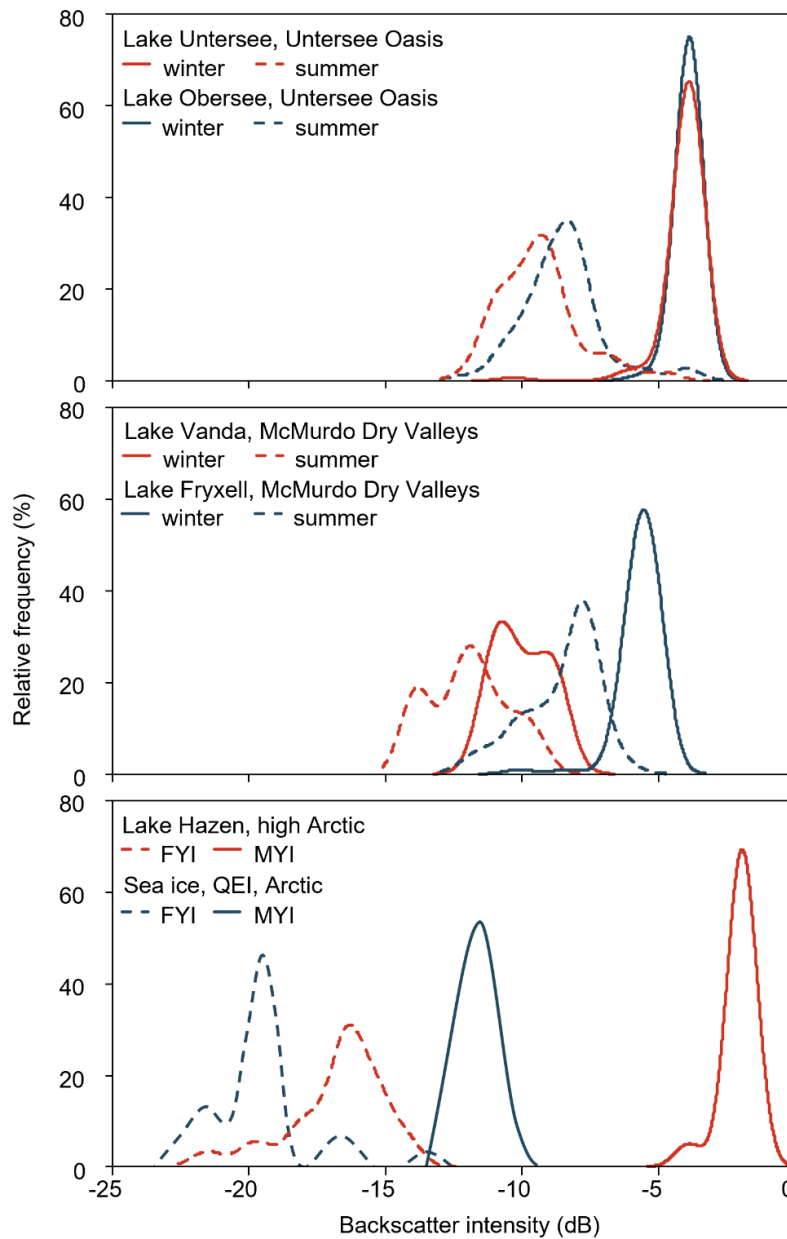 80
Lake Untersee, Untersee Oasis
winter summer
Lake Obersee, Untersee Oasis
winter summer
60
40
20
0
80
Lake Vanda, McMurdo Dry Valleys
winter summer
Lake Fryxell, McMurdo Dry Valleys
winter summer
60
40
20
0
Relative frequency (%)
80
Lake Hazen, high Arctic
FYI MYI
Sea ice, QEI, Arctic
FYI MYI
60
40
20
0
-25 -20 -15 -10 -5 0
Backscatter intensity (dB)